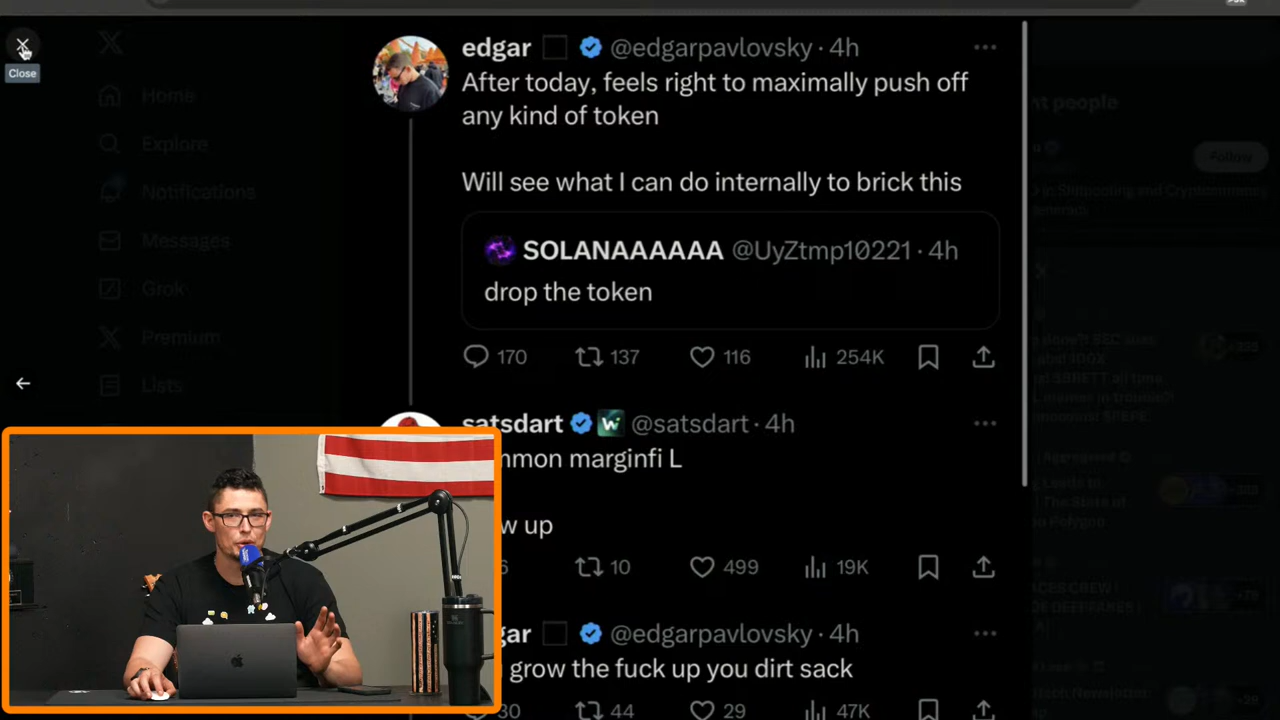 edgar @edgarpavlovsky · 4h
After today, feels right to maximally push off
any kind of token
Will see what I can do internally to brick this
SOLANAAAAAA @UyZtmp10221 · 4h
drop the token
170 137 116 254K
satsdart @satsdart · 4h
marginfi L
up
10 499 19K
@edgarpavlovsky · 4h
grow the fuck up you dirt sack
30 44 29 47K
Close
Home
Explore
Notifications
Messages
Grok
Premium
Lists
Follow